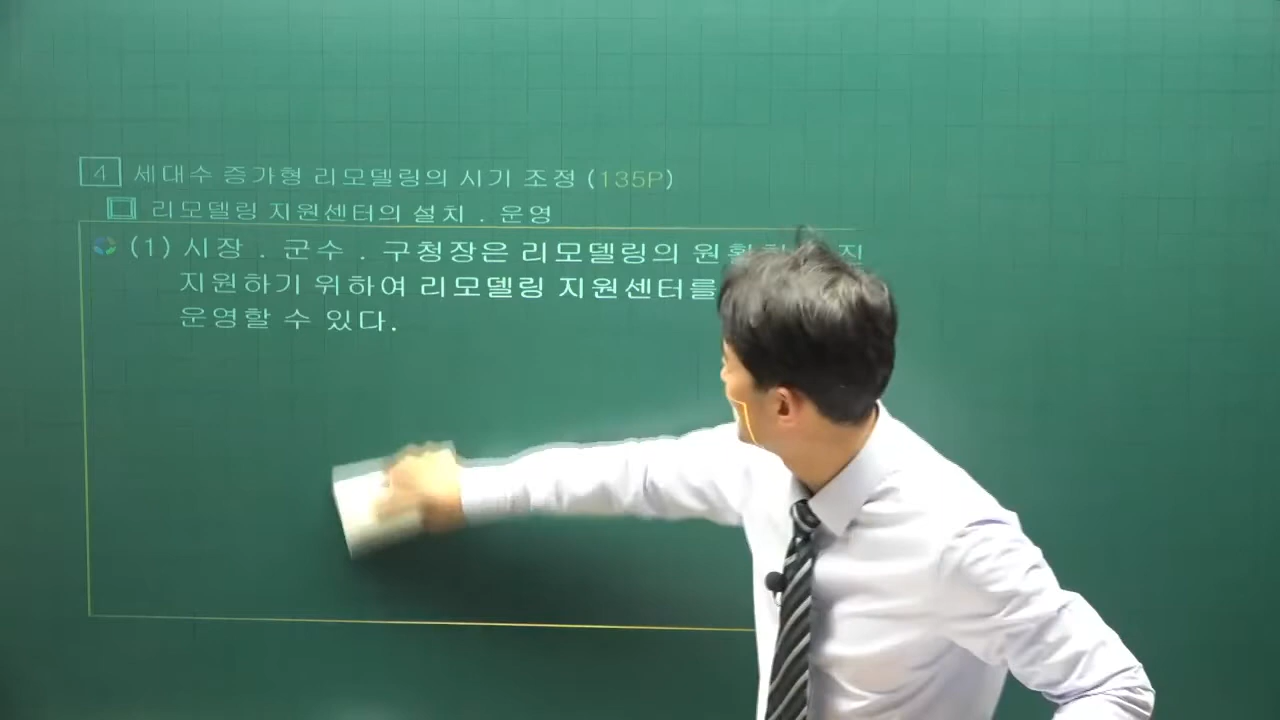 4 세대수 증가형 리모델링의 시기 조정 (135P)
리모델링 지원센터의 설치 . 운영
(1) 시장 . 군수 . 구청장은 리모델링의
지원하기 위하여 리모델링 지원센터를
운영할 수 있다.